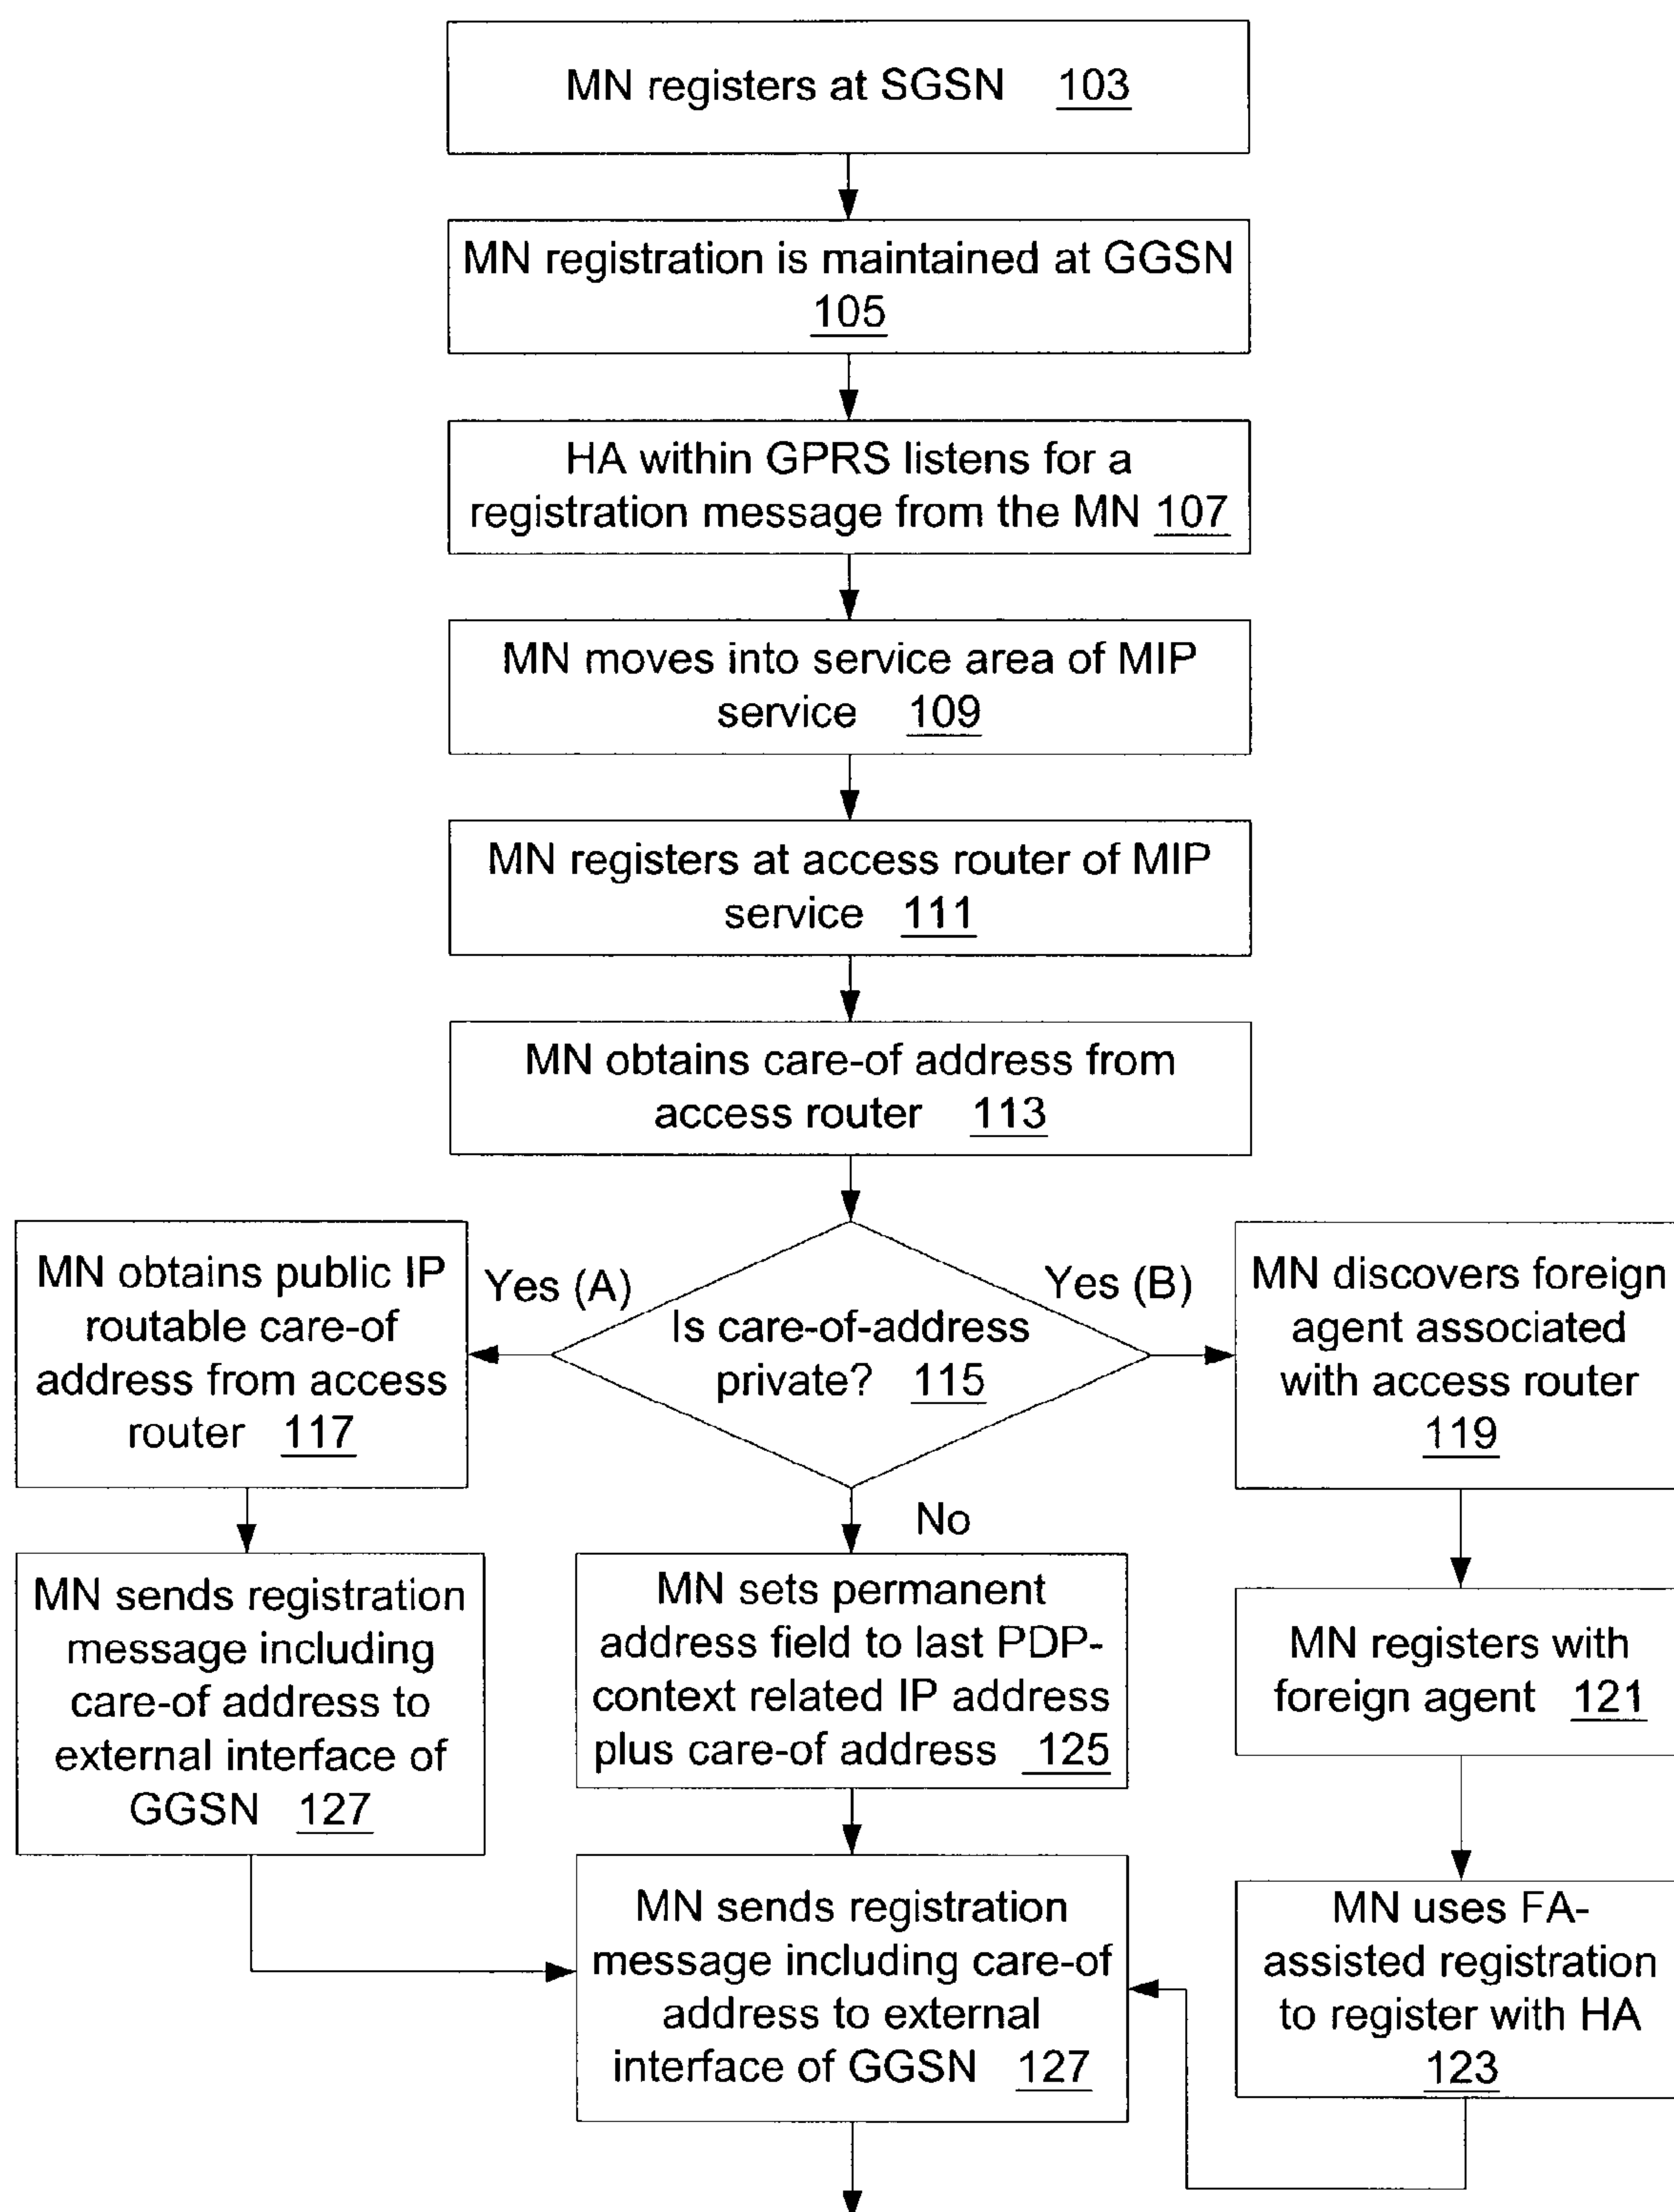 MN registers at SGSN 103
MN registration is maintained at GGSN
105
HA within GPRS listens for a
registration message from the MN 107
MN moves into service area of MIP
service 109
MN registers at access router of MIP
service 111
MN obtains care-of address from
access router 113
MN obtains public IP
routable care-of
address from access
router 117
Yes (A)
Is care-of-address
private? 115
Yes (B)
MN discovers foreign
agent associated
with access router
119
No
MN sends registration
message including
care-of address to
external interface of
GGSN 127
MN sets permanent
address field to last PDP-
context related IP address
plus care-of address 125
MN registers with
foreign agent 121
MN sends registration
message including care-of
address to external
interface of GGSN 127
MN uses FA-
assisted registration
to register with HA
123